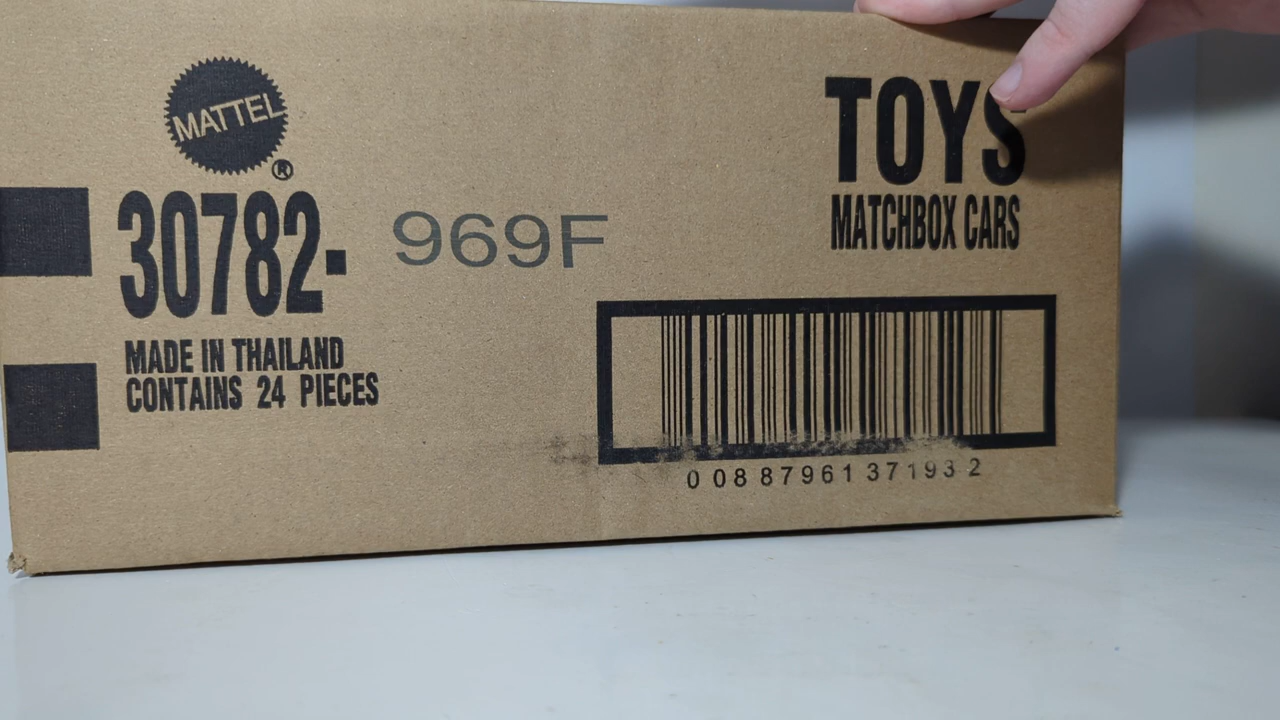 MATTEL
®
30782- 969F
MADE IN THAILAND
CONTAINS 24 PIECES
TOYS
MATCHBOX CARS
0 08 87961 37193 2